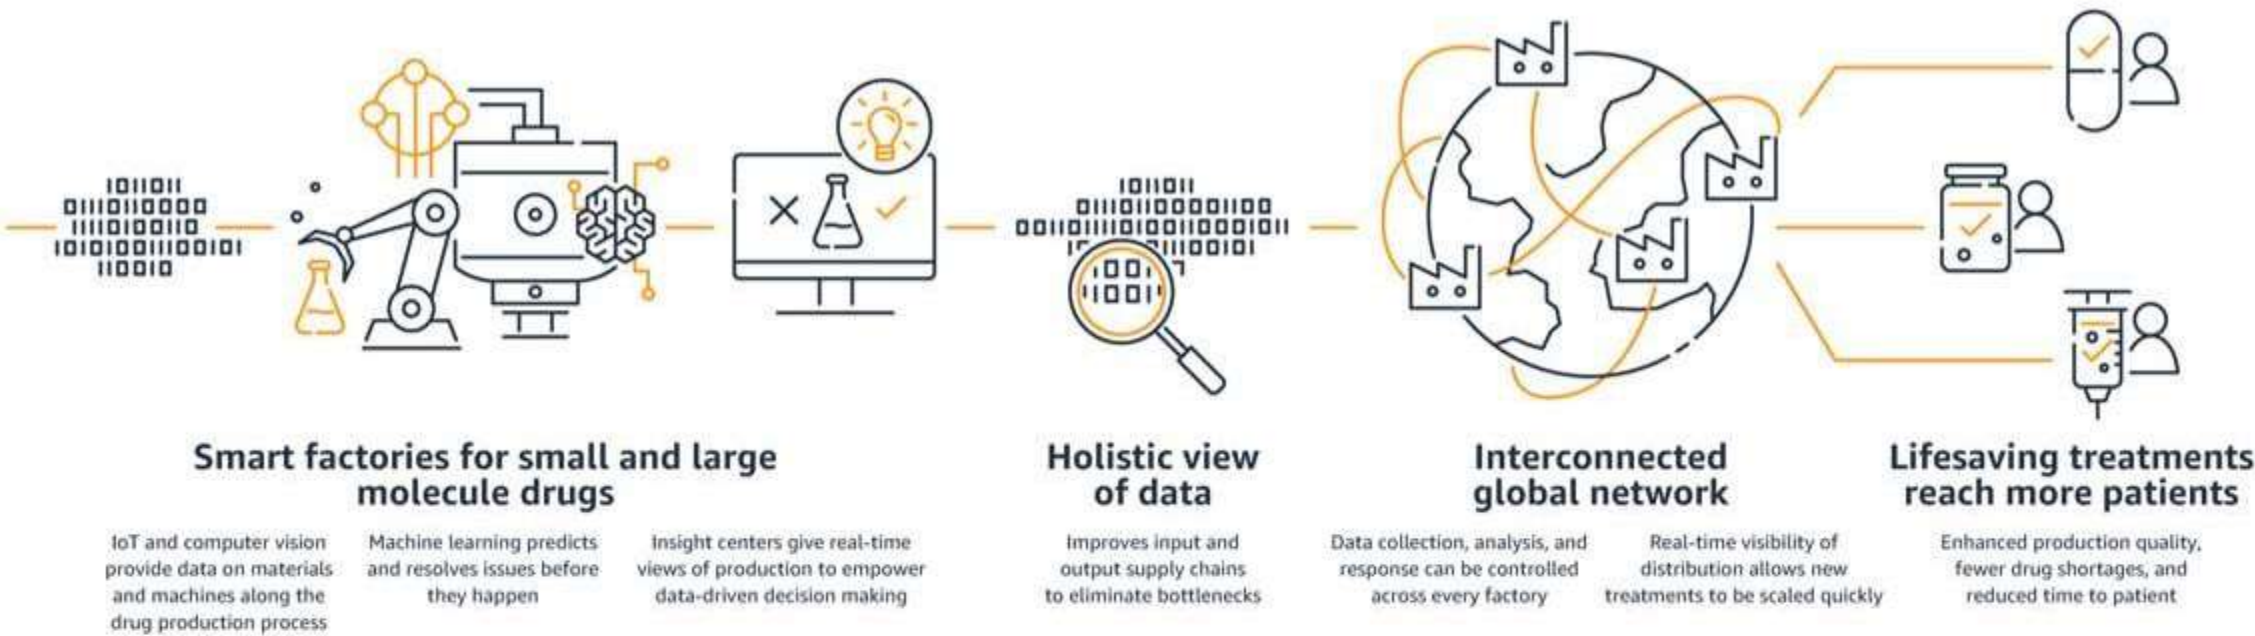 1011011
01110110000
1111011001110
Smart factories for small and large
molecule drugs
IoT and computer vision
provide data on materials
and machines along the
drug production process
Machine learning predicts
and resolves issues before
they happen
Insight centers give real-time
views of production to empower
data-driven decision making
Holistic view
of data
Improves input and
output supply chains
to eliminate bottlenecks
Interconnected
global network
Data collection, analysis, and
response can be controlled
across every factory
Real-time visibility of
distribution allows new
treatments to be scaled quickly
Lifesaving treatments
reach more patients
Enhanced production quality,
fewer drug shortages, and
reduced time to patient